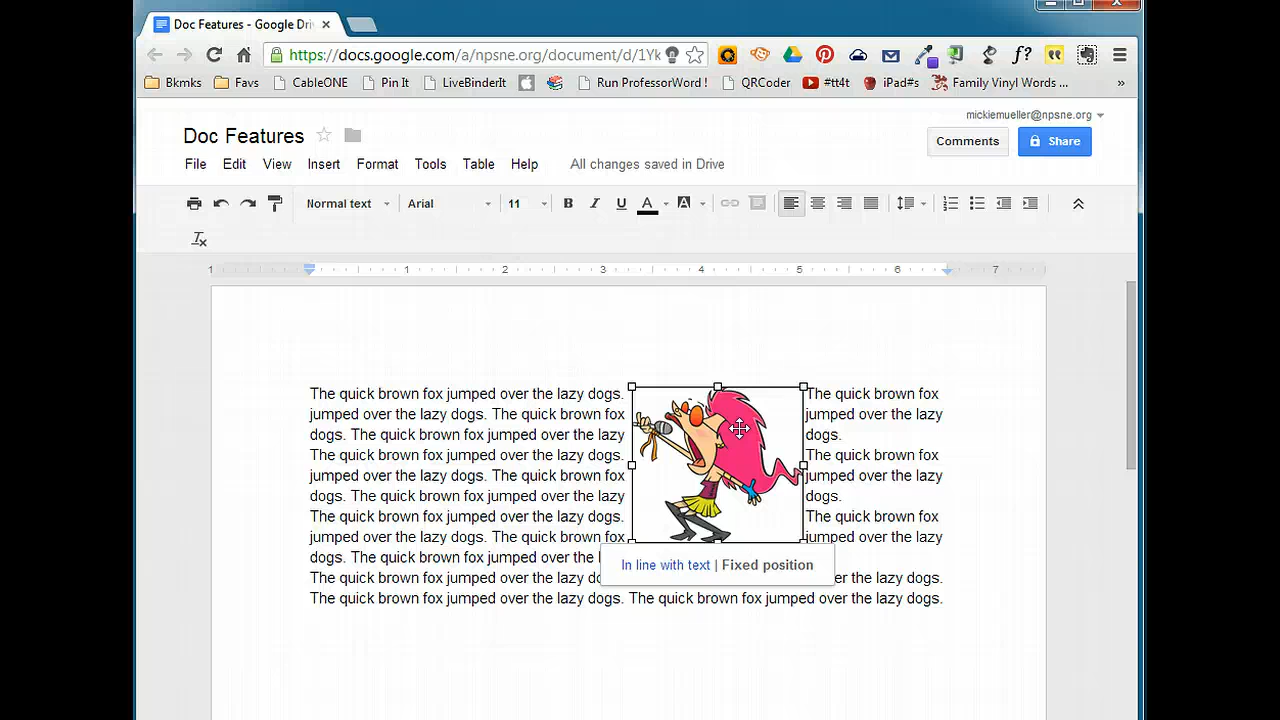 Doc Features - Google Dri
https://docs.google.com/a/npsne.org/document/d/1Yk
f?
Bkmks Favs CableONE Pin It LiveBinderIt Run ProfessorWord ! QRCoder #tt4t iPad#s Family Vinyl Words ... »
mickiemueller@npsne.org
Doc Features
Comments Share
File Edit View Insert Format Tools Table Help All changes saved in Drive
Normal text Arial 11 B I U A A
1 1 2 3 4 5 6 7
The quick brown fox jumped over the lazy dogs. The quick brown fox
jumped over the lazy dogs. The quick brown fox jumped over the lazy
dogs. The quick brown fox jumped over the lazy dogs.
The quick brown fox jumped over the lazy dogs. The quick brown fox
jumped over the lazy dogs. The quick brown fox jumped over the lazy
dogs. The quick brown fox jumped over the lazy dogs.
The quick brown fox jumped over the lazy dogs. The quick brown fox
jumped over the lazy dogs. The quick brown fox jumped over the lazy
dogs. The quick brown fox jumped over the
In line with text | Fixed position
The quick brown fox jumped over the lazy the lazy dogs.
The quick brown fox jumped over the lazy dogs. The quick brown fox jumped over the lazy dogs.